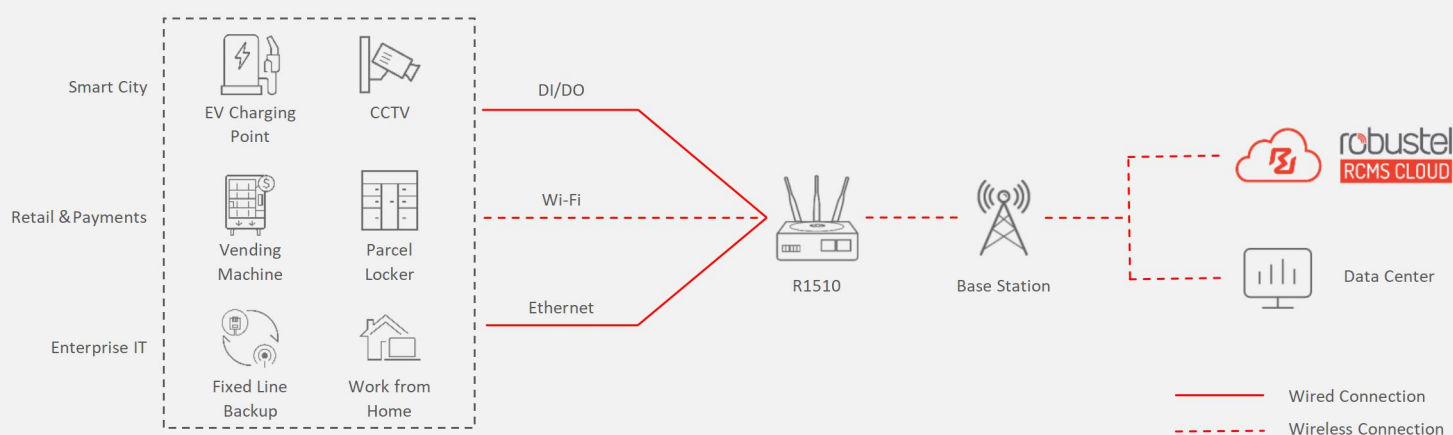 Smart City
EV Charging
Point
CCTV
DI/DO
Retail & Payments
Vending
Machine
Parcel
Locker
Wi-Fi
Enterprise IT
Fixed Line
Backup
Work from
Home
Ethernet
R1510
Base Station
robustel
RCMS CLOUD
Data Center
Wired Connection
Wireless Connection